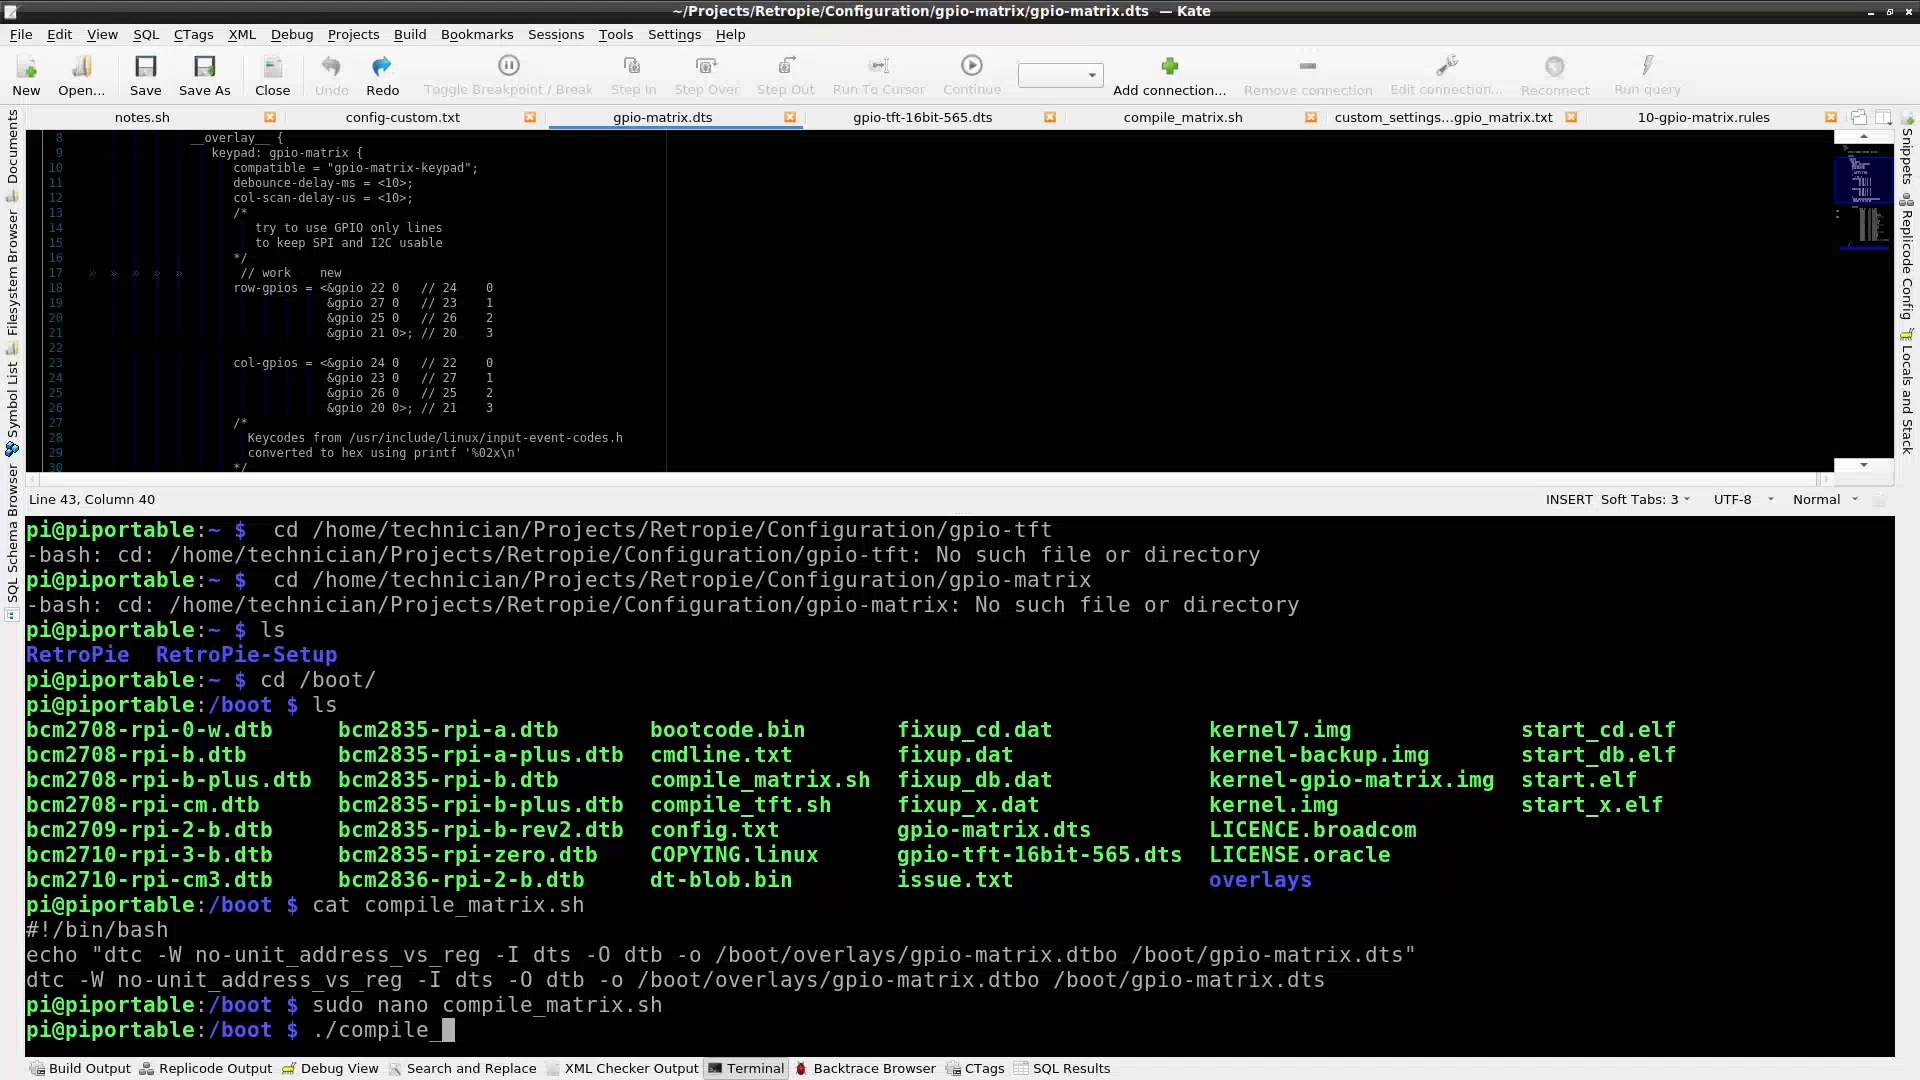 ~/Projects/Retropie/Configuration/gpio-matrix/gpio-matrix.dts — Kate
File Edit View SQL CTags XML Debug Projects Build Bookmarks Sessions Tools Settings Help
New Open... Save Save As Close Undo Redo Toggle Breakpoint / Break Step In Step Over Step Out Run To Cursor Continue Add connection... Remove connection Edit connection... Reconnect Run query
notes.sh config-custom.txt gpio-matrix.dts gpio-tft-16bit-565.dts compile_matrix.sh custom_settings...gpio_matrix.txt 10-gpio-matrix.rules
Documents
Filesystem Browser
Symbol List
SQL Schema Browser
8 __overlay__ {
9 keypad: gpio-matrix {
10 compatible = "gpio-matrix-keypad";
11 debounce-delay-ms = <10>;
12 col-scan-delay-us = <10>;
13 /*
14 try to use GPIO only lines
15 to keep SPI and I2C usable
16 */
17 » » » » » // work new
18 row-gpios = <&gpio 22 0 // 24 0
19 &gpio 27 0 // 23 1
20 &gpio 25 0 // 26 2
21 &gpio 21 0>; // 20 3
22
23 col-gpios = <&gpio 24 0 // 22 0
24 &gpio 23 0 // 27 1
25 &gpio 26 0 // 25 2
26 &gpio 20 0>; // 21 3
27 /*
28 Keycodes from /usr/include/linux/input-event-codes.h
29 converted to hex using printf '%02x\n'
30 */
Snippets
Replicode Config
Locals and Stack
Line 43, Column 40 INSERT Soft Tabs: 3 UTF-8 Normal
pi@piportable:~ $  cd /home/technician/Projects/Retropie/Configuration/gpio-tft
-bash: cd: /home/technician/Projects/Retropie/Configuration/gpio-tft: No such file or directory
pi@piportable:~ $  cd /home/technician/Projects/Retropie/Configuration/gpio-matrix
-bash: cd: /home/technician/Projects/Retropie/Configuration/gpio-matrix: No such file or directory
pi@piportable:~ $ ls
RetroPie  RetroPie-Setup
pi@piportable:~ $ cd /boot/
pi@piportable:/boot $ ls
bcm2708-rpi-0-w.dtb bcm2835-rpi-a.dtb bootcode.bin fixup_cd.dat kernel7.img start_cd.elf
bcm2708-rpi-b.dtb bcm2835-rpi-a-plus.dtb cmdline.txt fixup.dat kernel-backup.img start_db.elf
bcm2708-rpi-b-plus.dtb bcm2835-rpi-b.dtb compile_matrix.sh fixup_db.dat kernel-gpio-matrix.img start.elf
bcm2708-rpi-cm.dtb bcm2835-rpi-b-plus.dtb compile_tft.sh fixup_x.dat kernel.img start_x.elf
bcm2709-rpi-2-b.dtb bcm2835-rpi-b-rev2.dtb config.txt gpio-matrix.dts LICENCE.broadcom
bcm2710-rpi-3-b.dtb bcm2835-rpi-zero.dtb COPYING.linux gpio-tft-16bit-565.dts LICENSE.oracle
bcm2710-rpi-cm3.dtb bcm2836-rpi-2-b.dtb dt-blob.bin issue.txt overlays
pi@piportable:/boot $ cat compile_matrix.sh
#!/bin/bash
echo "dtc -W no-unit_address_vs_reg -I dts -O dtb -o /boot/overlays/gpio-matrix.dtbo /boot/gpio-matrix.dts"
dtc -W no-unit_address_vs_reg -I dts -O dtb -o /boot/overlays/gpio-matrix.dtbo /boot/gpio-matrix.dts
pi@piportable:/boot $ sudo nano compile_matrix.sh
pi@piportable:/boot $ ./compile_
Build Output Replicode Output Debug View Search and Replace XML Checker Output Terminal Backtrace Browser CTags SQL Results